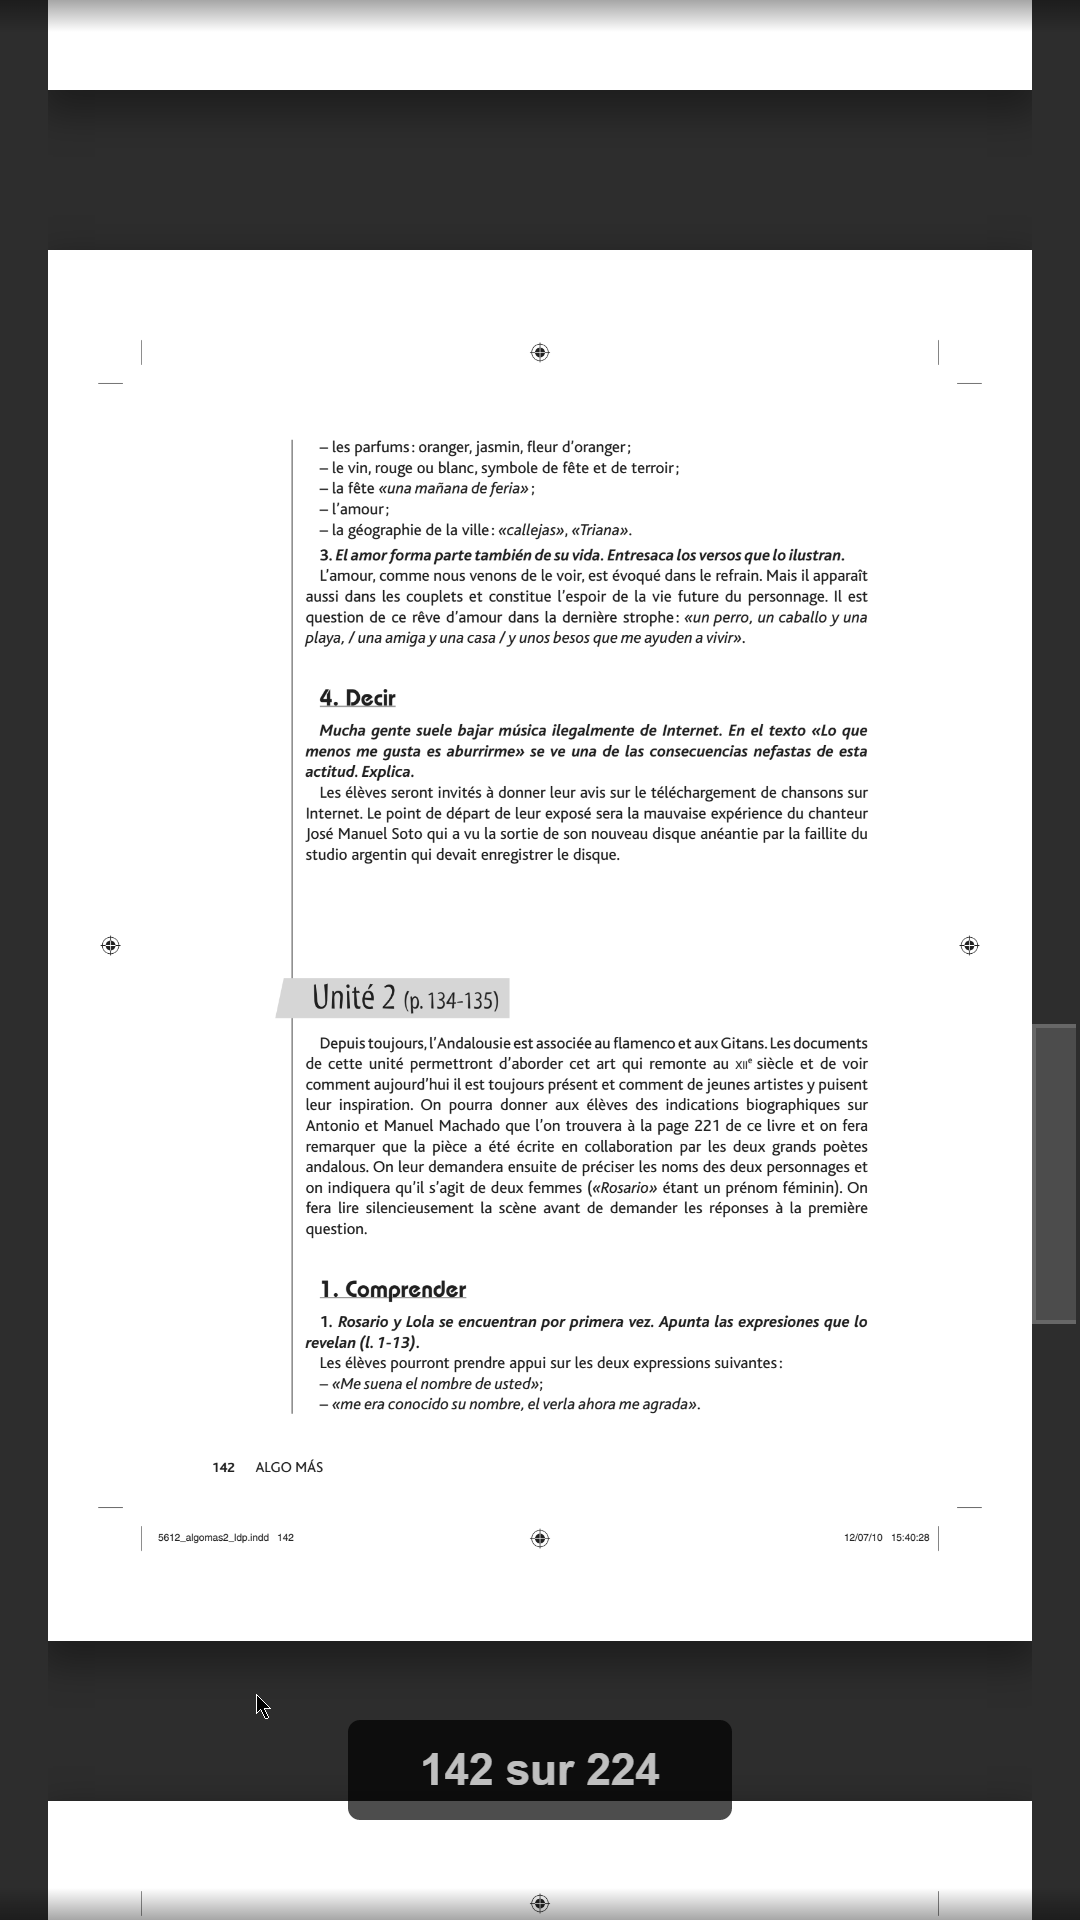 – les parfums : oranger, jasmin, fleur d’oranger ;
– le vin, rouge ou blanc, symbole de fête et de terroir ;
– la fête «una mañana de feria» ;
– l’amour ;
– la géographie de la ville : «callejas», «Triana».
3. El amor forma parte también de su vida. Entresaca los versos que lo ilustran.
L’amour, comme nous venons de le voir, est évoqué dans le refrain. Mais il apparaît
aussi dans les couplets et constitue l’espoir de la vie future du personnage. Il est
question de ce rêve d’amour dans la dernière strophe : «un perro, un caballo y una
playa, / una amiga y una casa / y unos besos que me ayuden a vivir».
4. Decir
Mucha gente suele bajar música ilegalmente de Internet. En el texto «Lo que
menos me gusta es aburrirme» se ve una de las consecuencias nefastas de esta
actitud. Explica.
Les élèves seront invités à donner leur avis sur le téléchargement de chansons sur
Internet. Le point de départ de leur exposé sera la mauvaise expérience du chanteur
José Manuel Soto qui a vu la sortie de son nouveau disque anéantie par la faillite du
studio argentin qui devait enregistrer le disque.
Unité 2 (p. 134-135)
Depuis toujours, l’Andalousie est associée au flamenco et aux Gitans. Les documents
de cette unité permettront d’aborder cet art qui remonte au XIIe siècle et de voir
comment aujourd’hui il est toujours présent et comment de jeunes artistes y puisent
leur inspiration. On pourra donner aux élèves des indications biographiques sur
Antonio et Manuel Machado que l’on trouvera à la page 221 de ce livre et on fera
remarquer que la pièce a été écrite en collaboration par les deux grands poètes
andalous. On leur demandera ensuite de préciser les noms des deux personnages et
on indiquera qu’il s’agit de deux femmes («Rosario» étant un prénom féminin). On
fera lire silencieusement la scène avant de demander les réponses à la première
question.
1. Comprender
1. Rosario y Lola se encuentran por primera vez. Apunta las expresiones que lo
revelan (l. 1-13).
Les élèves pourront prendre appui sur les deux expressions suivantes :
– «Me suena el nombre de usted»;
– «me era conocido su nombre, el verla ahora me agrada».
142 ALGO MÁS
5612_algomas2_ldp.indd 142 12/07/10 15:40:28
142 sur 224